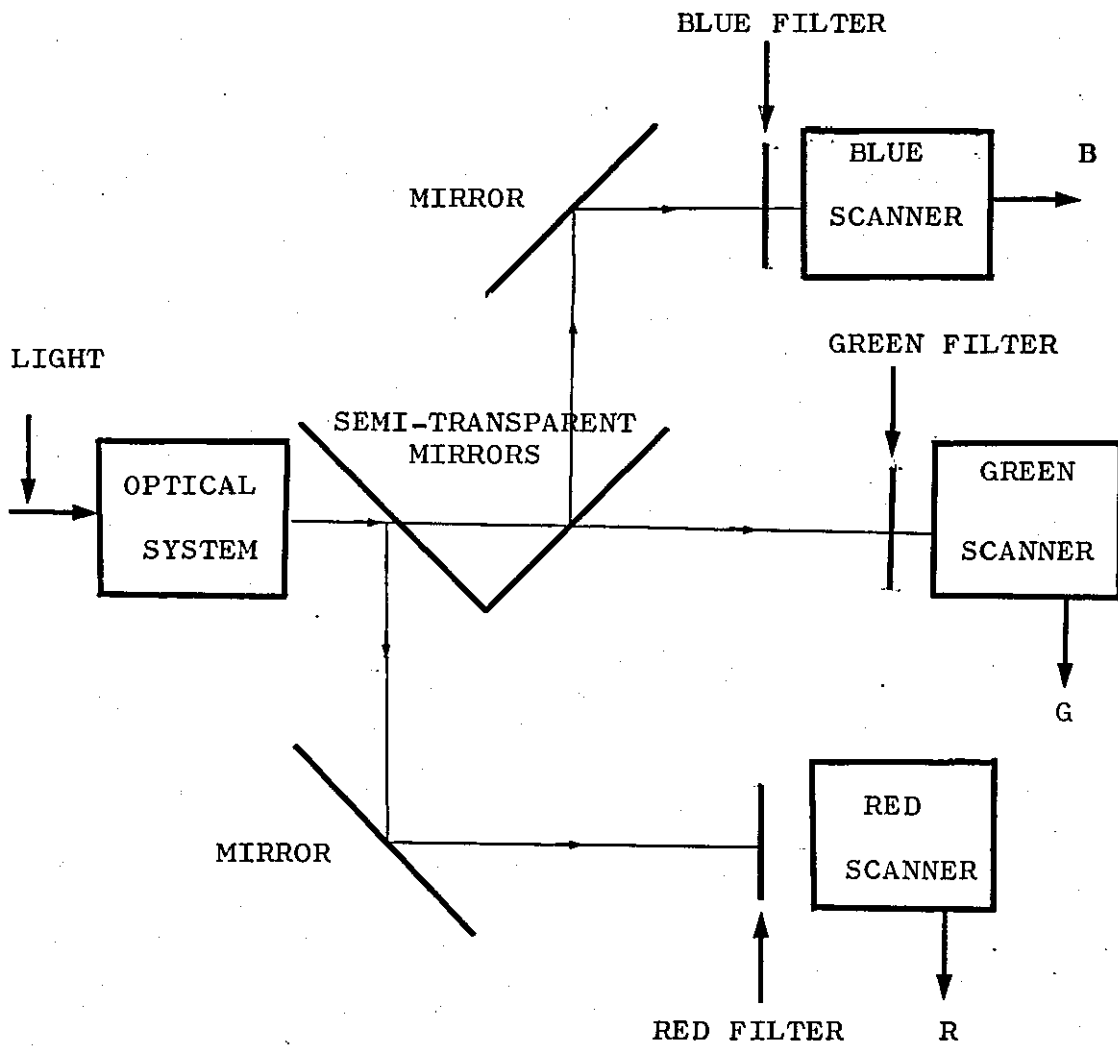 BLUE FILTER
BLUE
SCANNER
B
MIRROR
LIGHT
GREEN FILTER
SEMI-TRANSPARENT
MIRRORS
OPTICAL
SYSTEM
GREEN
SCANNER
G
RED
SCANNER
MIRROR
RED FILTER
R